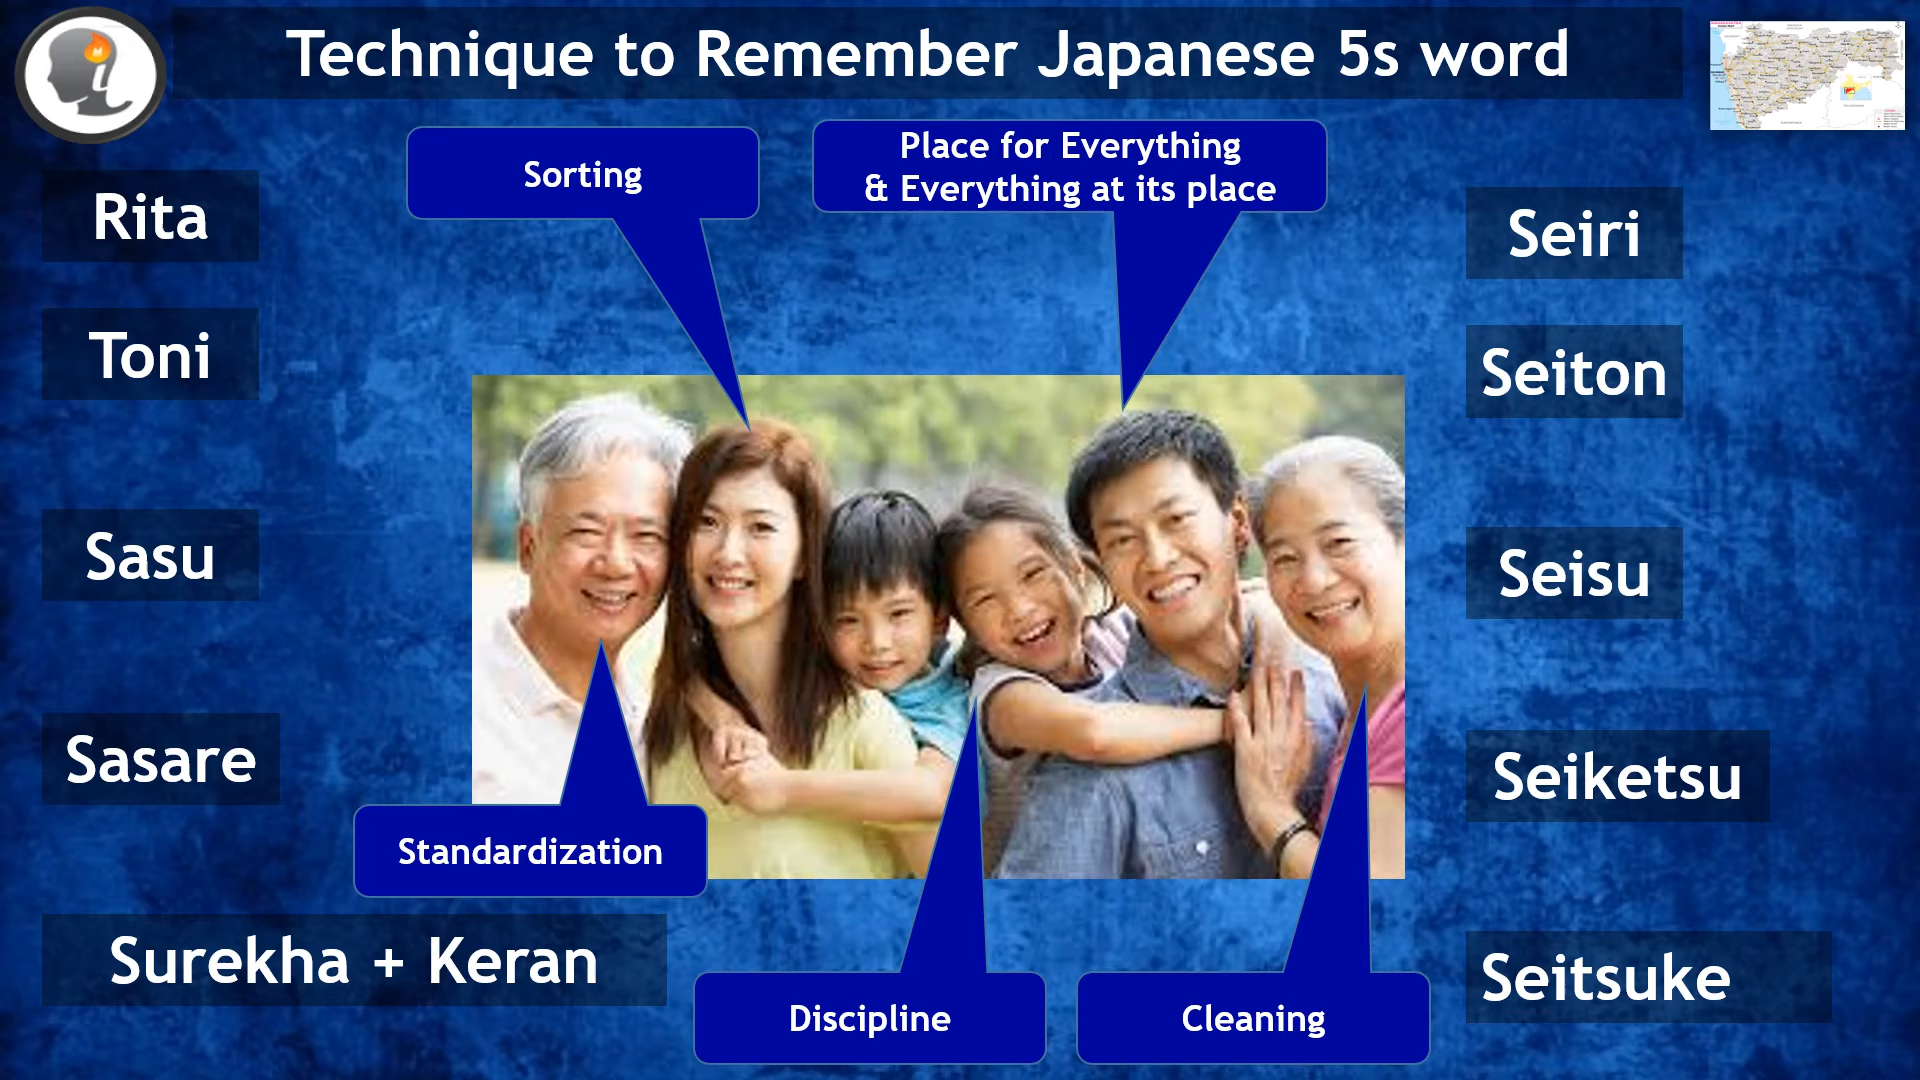 Technique to Remember Japanese 5s word
Sorting
Place for Everything
& Everything at its place
Rita
Seiri
Toni
Seiton
Sasu
Seisu
Sasare
Seiketsu
Standardization
Surekha + Keran
Seitsuke
Discipline
Cleaning